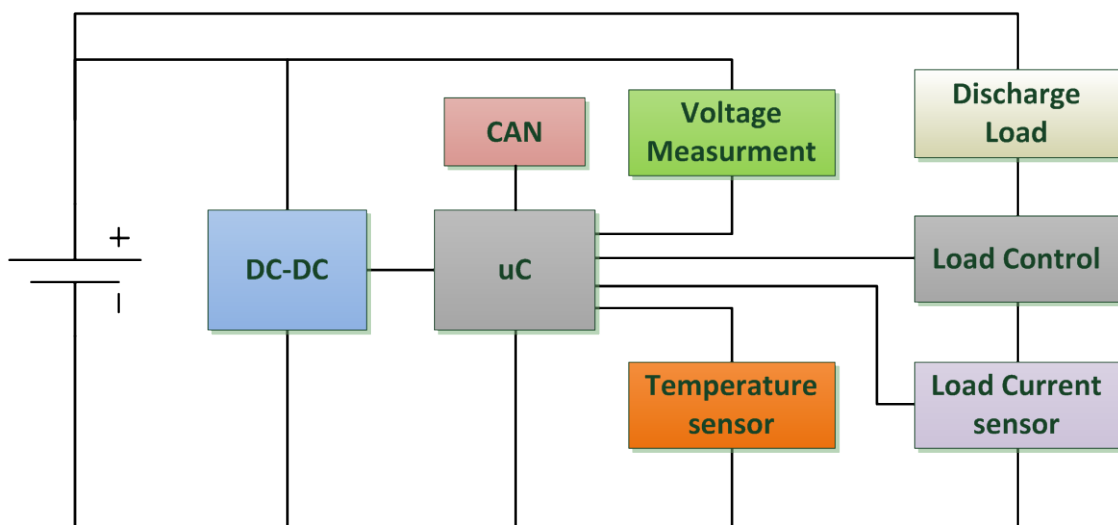 Discharge
Load
CAN
Voltage
Measurment
+
DC-DC
uC
Load Control
Temperature
sensor
Load Current
sensor